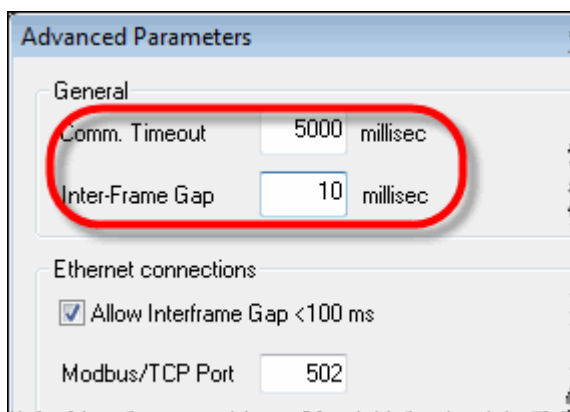 Advanced Parameters
General
Comm. Timeout 5000 millisec
Inter-Frame Gap 10 millisec
Ethernet connections
Allow Interframe Gap <100 ms
Modbus/TCP Port 502